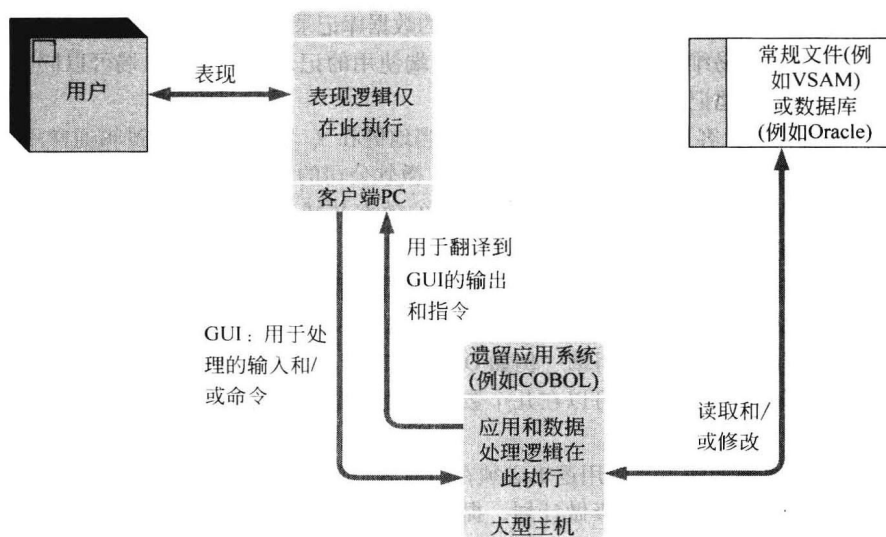 用户
表现
表现逻辑仅
在此执行
客户端PC
常规文件(例
如VSAM)
或数据库
(例如Oracle)
用于翻译到
GUI的输出
和指令
GUI：用于处
理的输入和/
或命令
遗留应用系统
(例如COBOL)
应用和数据
处理逻辑在
此执行
大型主机
读取和/
或修改